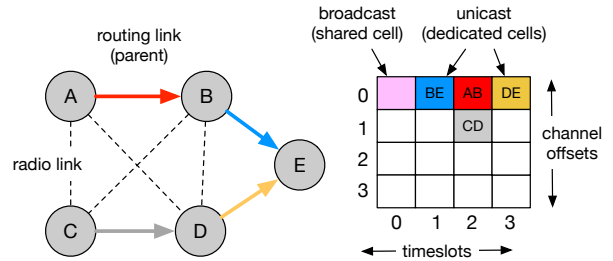 routing link
(parent)
A
B
radio link
E
C
D
broadcast
(shared cell)
unicast
(dedicated cells)
0
BE
AB
DE
1
CD
channel
offsets
2
3
0
1
2
3
timeslots